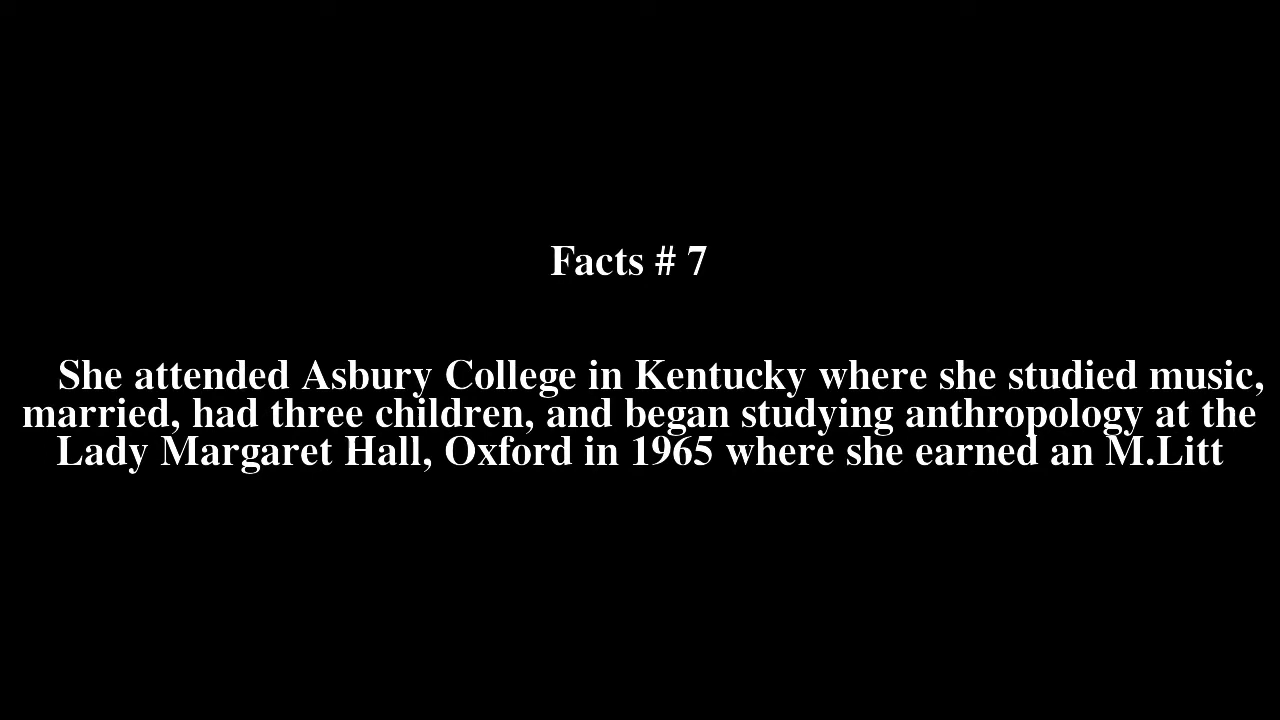 Facts # 7
She attended Asbury College in Kentucky where she studied music,
married, had three children, and began studying anthropology at the
Lady Margaret Hall, Oxford in 1965 where she earned an M.Litt